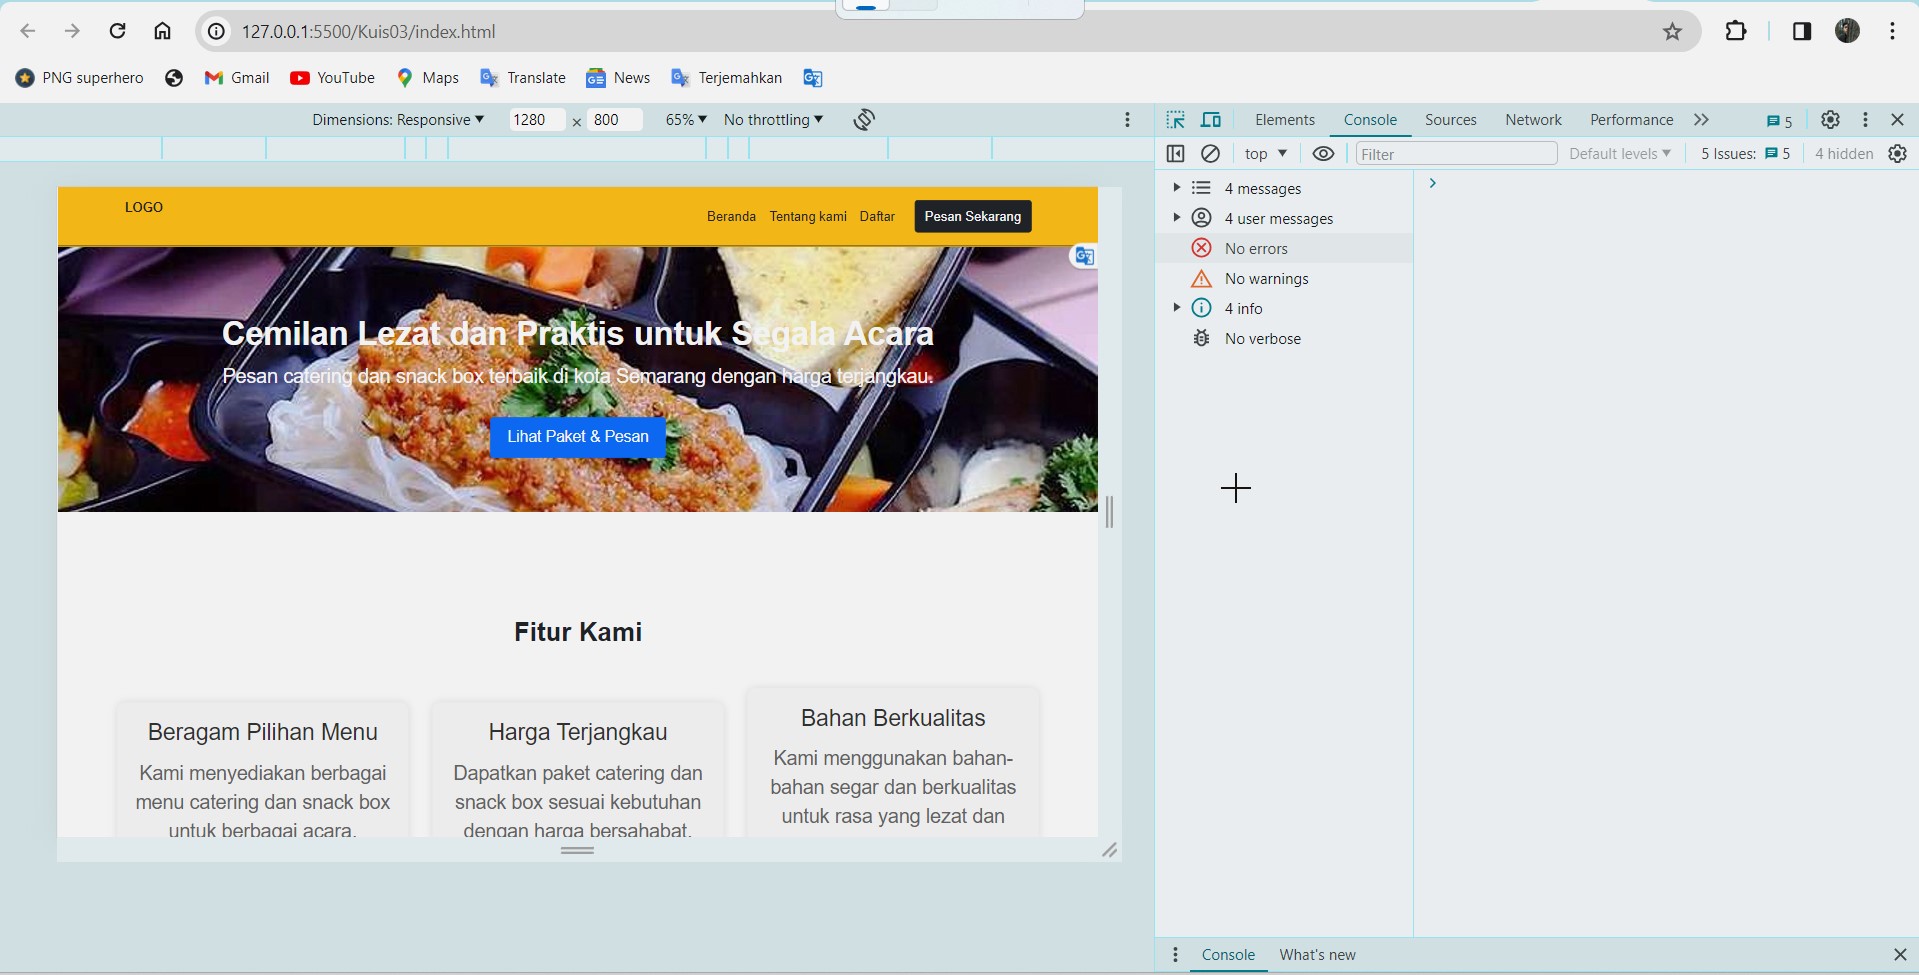 127.0.0.1:5500/Kuis03/index.html
PNG superhero Gmail YouTube Maps Translate News Terjemahkan
Dimensions: Responsive 1280 × 800 65% No throttling
Elements Console Sources Network Performance 5
top Filter Default levels 5 Issues: 5 4 hidden
4 messages
4 user messages
No errors
No warnings
4 info
No verbose
LOGO Beranda Tentang kami Daftar Pesan Sekarang
Cemilan Lezat dan Praktis untuk Segala Acara
Pesan catering dan snack box terbaik di kota Semarang dengan harga terjangkau.
Lihat Paket & Pesan
Fitur Kami
Beragam Pilihan Menu
Kami menyediakan berbagai
menu catering dan snack box
untuk berbagai acara.
Harga Terjangkau
Dapatkan paket catering dan
snack box sesuai kebutuhan
dengan harga bersahabat.
Bahan Berkualitas
Kami menggunakan bahan-
bahan segar dan berkualitas
untuk rasa yang lezat dan
Console What's new